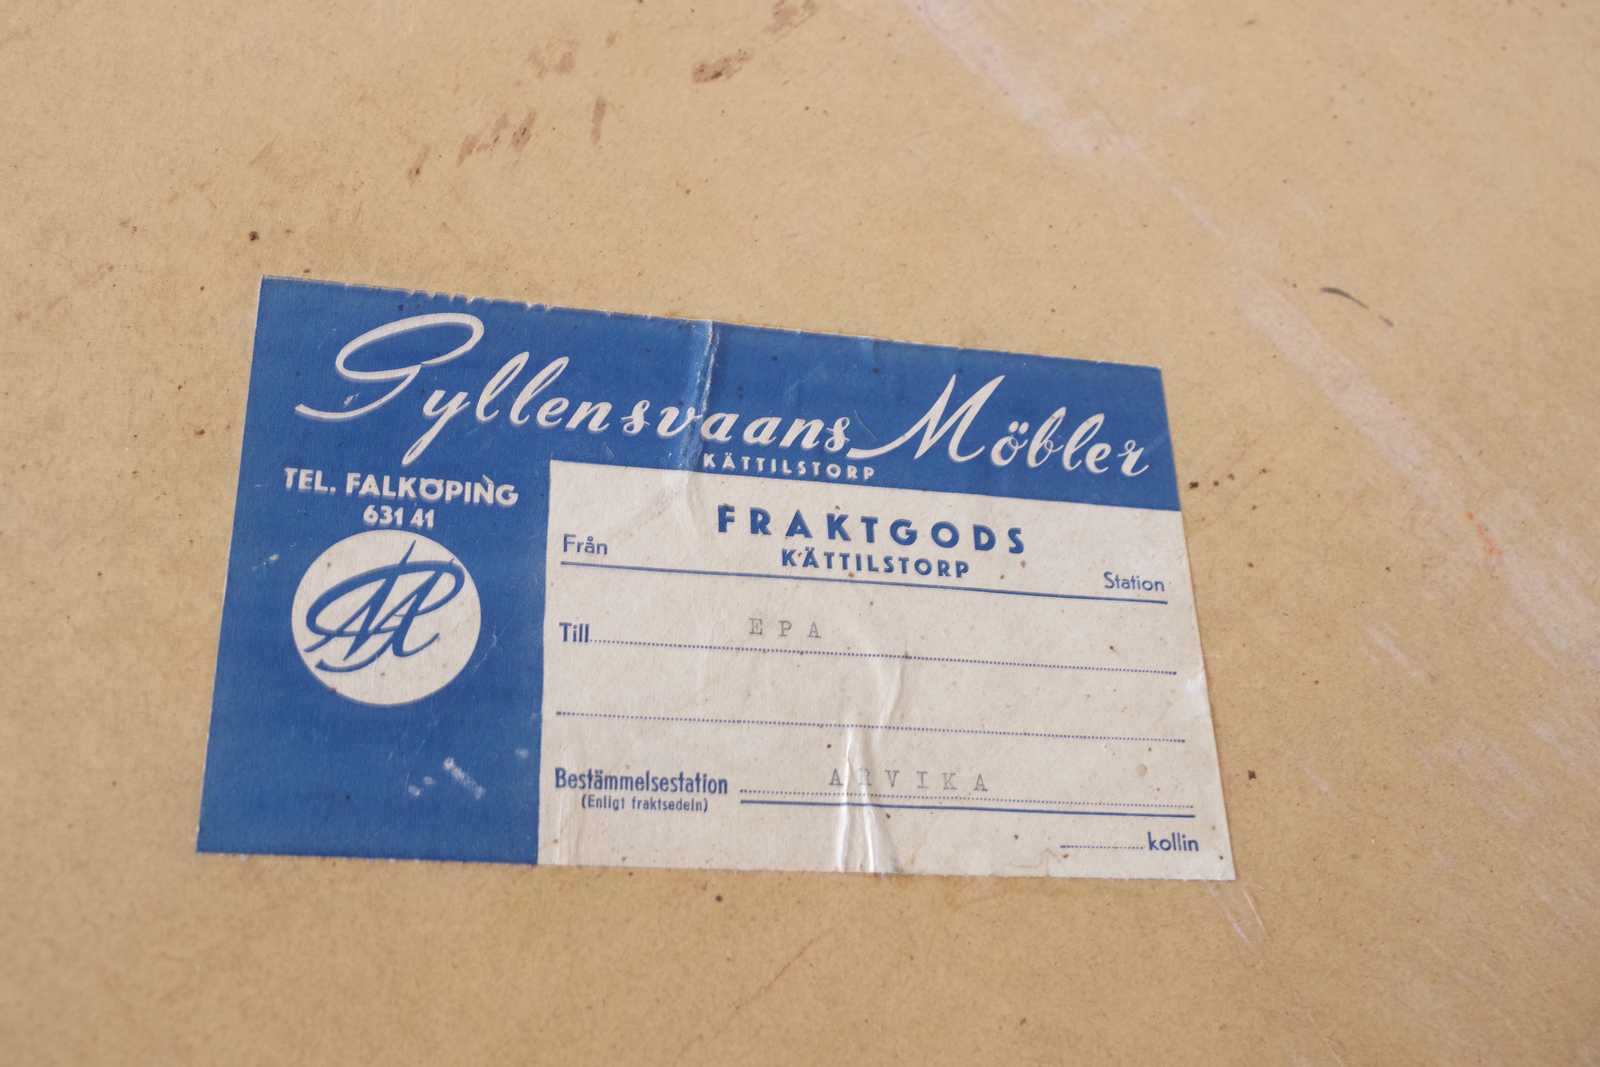 Gyllensvaans Möbler
KÄTTILSTORP
TEL. FALKÖPING
631 41
FRAKTGODS
Från KÄTTILSTORP Station
Till EPA
Bestämmelsestation ARVIKA
(Enligt fraktsedeln)
kollin